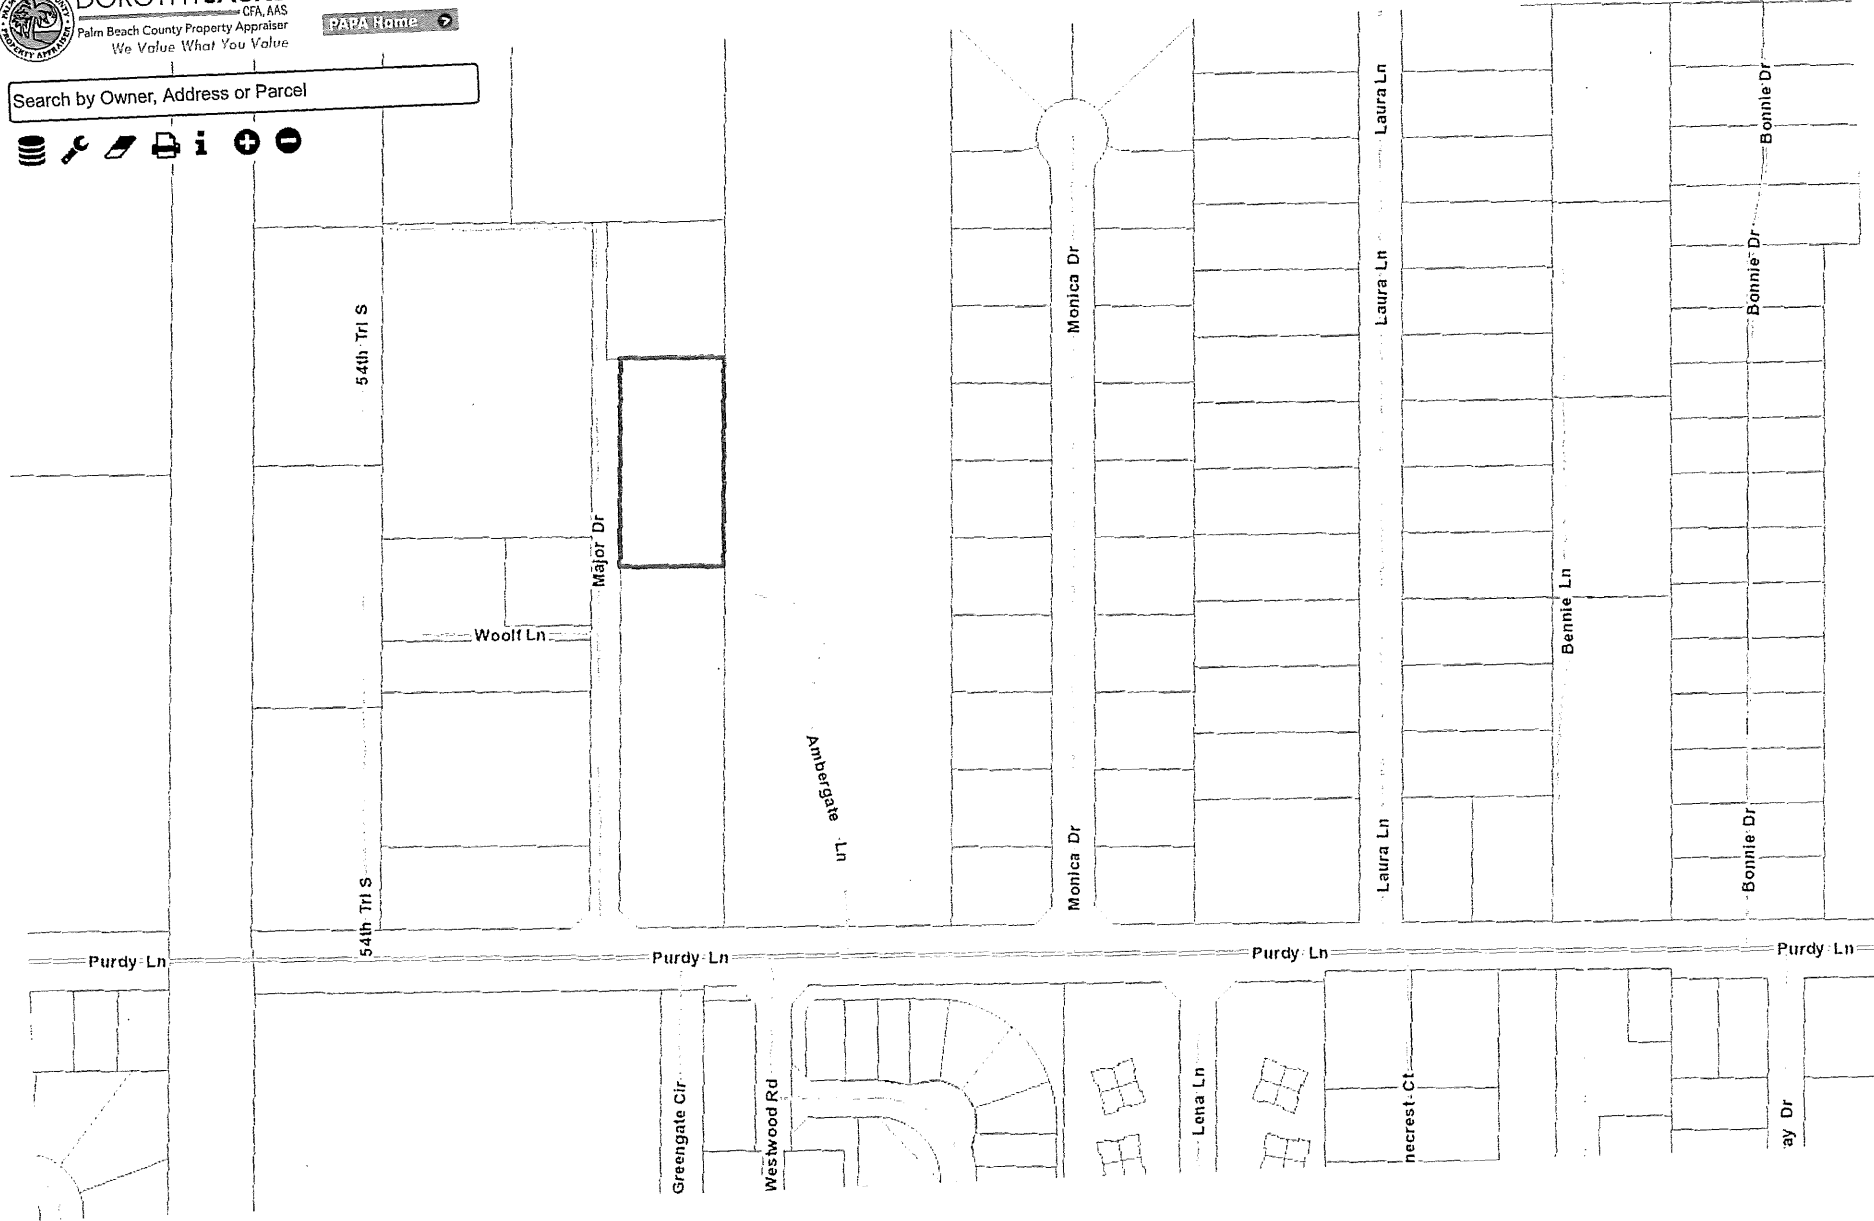 CFA, AAS
Palm Beach County Property Appraiser
We Value What You Value
PAPA Home
Search by Owner, Address or Parcel
Laura Ln
Bonnie Dr
Monica Dr
Laura Ln
Bonnie Dr
54th Trl S
Major Dr
Woolf Ln
Bennie Ln
Ambergate Ln
Monica Dr
Laura Ln
Bonnie Dr
54th Trl S
Purdy Ln
Purdy Ln
Purdy Ln
Purdy Ln
Greengate Cir
Westwood Rd
Lena Ln
necrest Ct
ay Dr